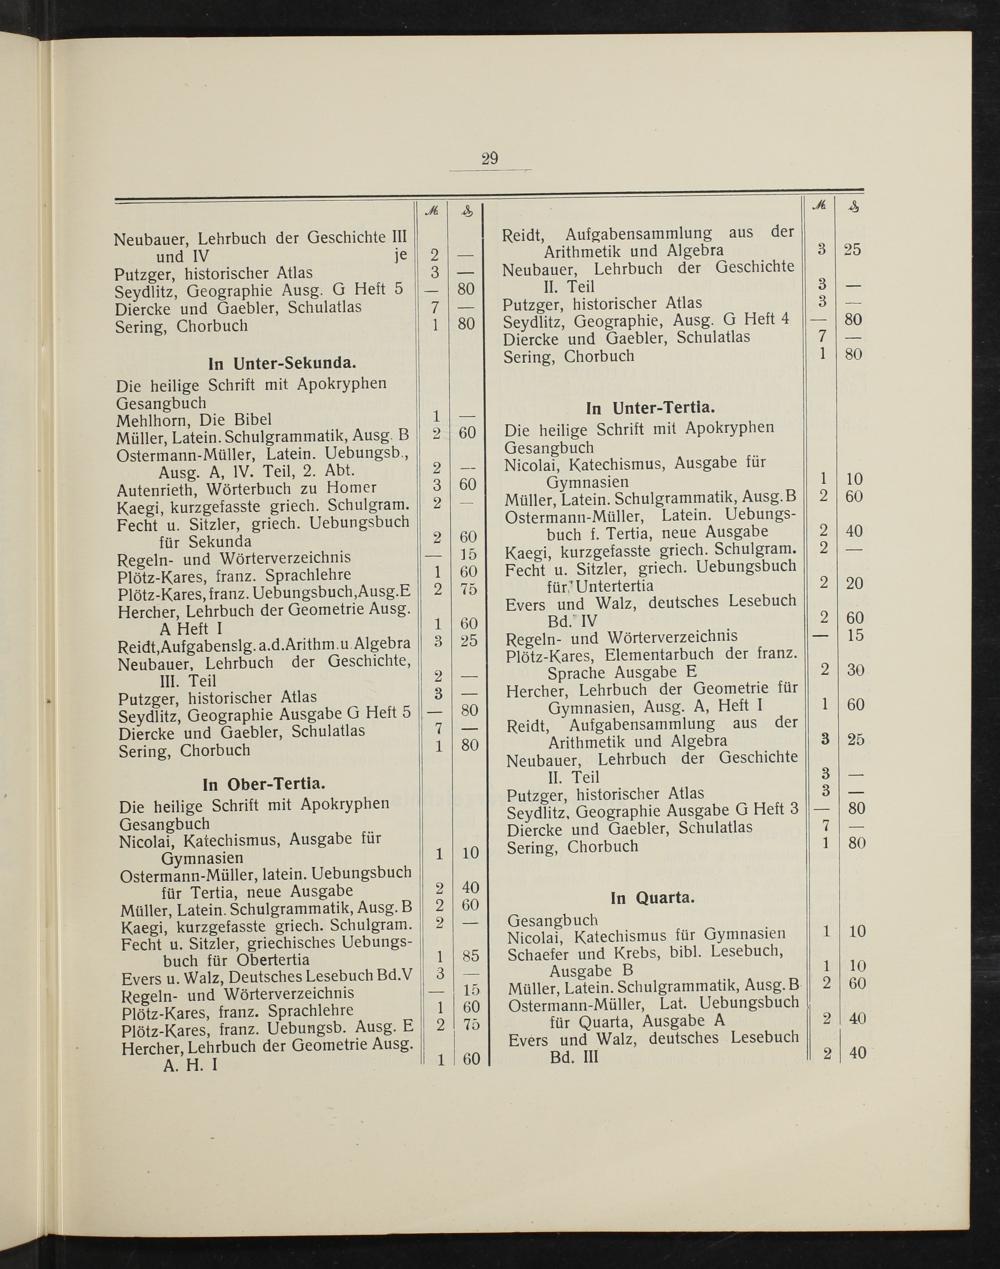 29
ℳ ₰
Neubauer, Lehrbuch der Geschichte III
und IV je 2 —
Putzger, historischer Atlas 3 —
Seydlitz, Geographie Ausg. G Heft 5 — 80
Diercke und Gaebler, Schulatlas 7 —
Sering, Chorbuch 1 80
In Unter-Sekunda.
Die heilige Schrift mit Apokryphen
Gesangbuch
Mehlhorn, Die Bibel 1 —
Müller, Latein. Schulgrammatik, Ausg. B 2 60
Ostermann-Müller, Latein. Uebungsb.,
Ausg. A, IV. Teil, 2. Abt. 2 —
Autenrieth, Wörterbuch zu Homer 3 60
Kaegi, kurzgefasste griech. Schulgram. 2 —
Fecht u. Sitzler, griech. Uebungsbuch
für Sekunda 2 60
Regeln- und Wörterverzeichnis — 15
Plötz-Kares, franz. Sprachlehre 1 60
Plötz-Kares, franz. Uebungsbuch, Ausg. E 2 75
Hercher, Lehrbuch der Geometrie Ausg.
A Heft I 1 60
Reidt, Aufgabenslg. a. d. Arithm. u. Algebra 3 25
Neubauer, Lehrbuch der Geschichte,
III. Teil 2 —
Putzger, historischer Atlas 3 —
Seydlitz, Geographie Ausgabe G Heft 5 — 80
Diercke und Gaebler, Schulatlas 7 —
Sering, Chorbuch 1 80
In Ober-Tertia.
Die heilige Schrift mit Apokryphen
Gesangbuch
Nicolai, Katechismus, Ausgabe für
Gymnasien 1 10
Ostermann-Müller, latein. Uebungsbuch
für Tertia, neue Ausgabe 2 40
Müller, Latein. Schulgrammatik, Ausg. B 2 60
Kaegi, kurzgefasste griech. Schulgram. 2 —
Fecht u. Sitzler, griechisches Uebungs-
buch für Obertertia 1 85
Evers u. Walz, Deutsches Lesebuch Bd. V 3 —
Regeln- und Wörterverzeichnis — 15
Plötz-Kares, franz. Sprachlehre 1 60
Plötz-Kares, franz. Uebungsb. Ausg. E 2 75
Hercher, Lehrbuch der Geometrie Ausg.
A. H. I 1 60
ℳ ₰
Reidt, Aufgabensammlung aus der
Arithmetik und Algebra 3 25
Neubauer, Lehrbuch der Geschichte
II. Teil 3 —
Putzger, historischer Atlas 3 —
Seydlitz, Geographie, Ausg. G Heft 4 — 80
Diercke und Gaebler, Schulatlas 7 —
Sering, Chorbuch 1 80
In Unter-Tertia.
Die heilige Schrift mit Apokryphen
Gesangbuch
Nicolai, Katechismus, Ausgabe für
Gymnasien 1 10
Müller, Latein. Schulgrammatik, Ausg. B 2 60
Ostermann-Müller, Latein. Uebungs-
buch f. Tertia, neue Ausgabe 2 40
Kaegi, kurzgefasste griech. Schulgram. 2 —
Fecht u. Sitzler, griech. Uebungsbuch
für Untertertia 2 20
Evers und Walz, deutsches Lesebuch
Bd. IV 2 60
Regeln- und Wörterverzeichnis — 15
Plötz-Kares, Elementarbuch der franz.
Sprache Ausgabe E 2 30
Hercher, Lehrbuch der Geometrie für
Gymnasien, Ausg. A, Heft I 1 60
Reidt, Aufgabensammlung aus der
Arithmetik und Algebra 3 25
Neubauer, Lehrbuch der Geschichte
II. Teil 3 —
Putzger, historischer Atlas 3 —
Seydlitz, Geographie Ausgabe G Heft 3 — 80
Diercke und Gaebler, Schulatlas 7 —
Sering, Chorbuch 1 80
In Quarta.
Gesangbuch
Nicolai, Katechismus für Gymnasien 1 10
Schaefer und Krebs, bibl. Lesebuch,
Ausgabe B 1 10
Müller, Latein. Schulgrammatik, Ausg. B 2 60
Ostermann-Müller, Lat. Uebungsbuch
für Quarta, Ausgabe A 2 40
Evers und Walz, deutsches Lesebuch
Bd. III 2 40